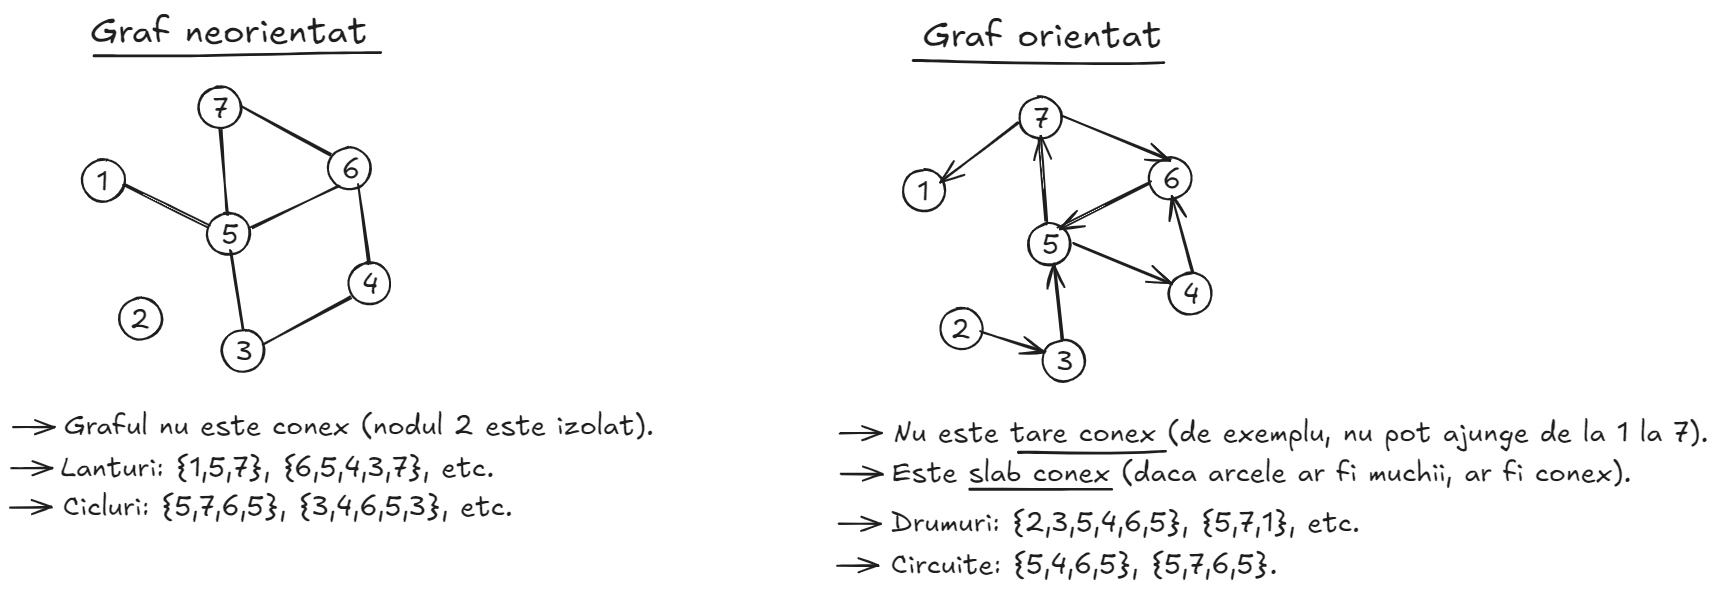 Graf neorientat
7
6
1
5
4
2
3
→ Graful nu este conex (nodul 2 este izolat).
→ Lanturi: {1,5,7}, {6,5,4,3,7}, etc.
→ Cicluri: {5,7,6,5}, {3,4,6,5,3}, etc.
Graf orientat
7
6
1
5
4
2
3
→ Nu este tare conex (de exemplu, nu pot ajunge de la 1 la 7).
→ Este slab conex (daca arcele ar fi muchii, ar fi conex).
→ Drumuri: {2,3,5,4,6,5}, {5,7,1}, etc.
→ Circuite: {5,4,6,5}, {5,7,6,5}.